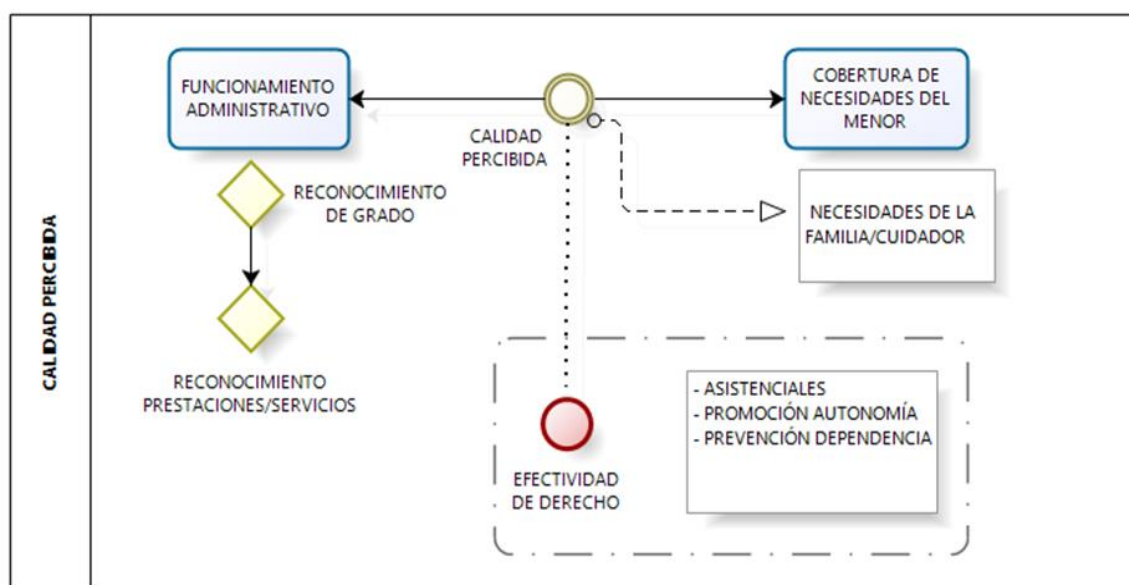 CALIDAD PERCIBIDA
FUNCIONAMIENTO
ADMINISTRATIVO
CALIDAD
PERCIBIDA
COBERTURA DE
NECESIDADES DEL
MENOR
RECONOCIMIENTO
DE GRADO
NECESIDADES DE LA
FAMILIA/CUIDADOR
RECONOCIMIENTO
PRESTACIONES/SERVICIOS
EFECTIVIDAD
DE DERECHO
- ASISTENCIALES
- PROMOCIÓN AUTONOMÍA
- PREVENCIÓN DEPENDENCIA